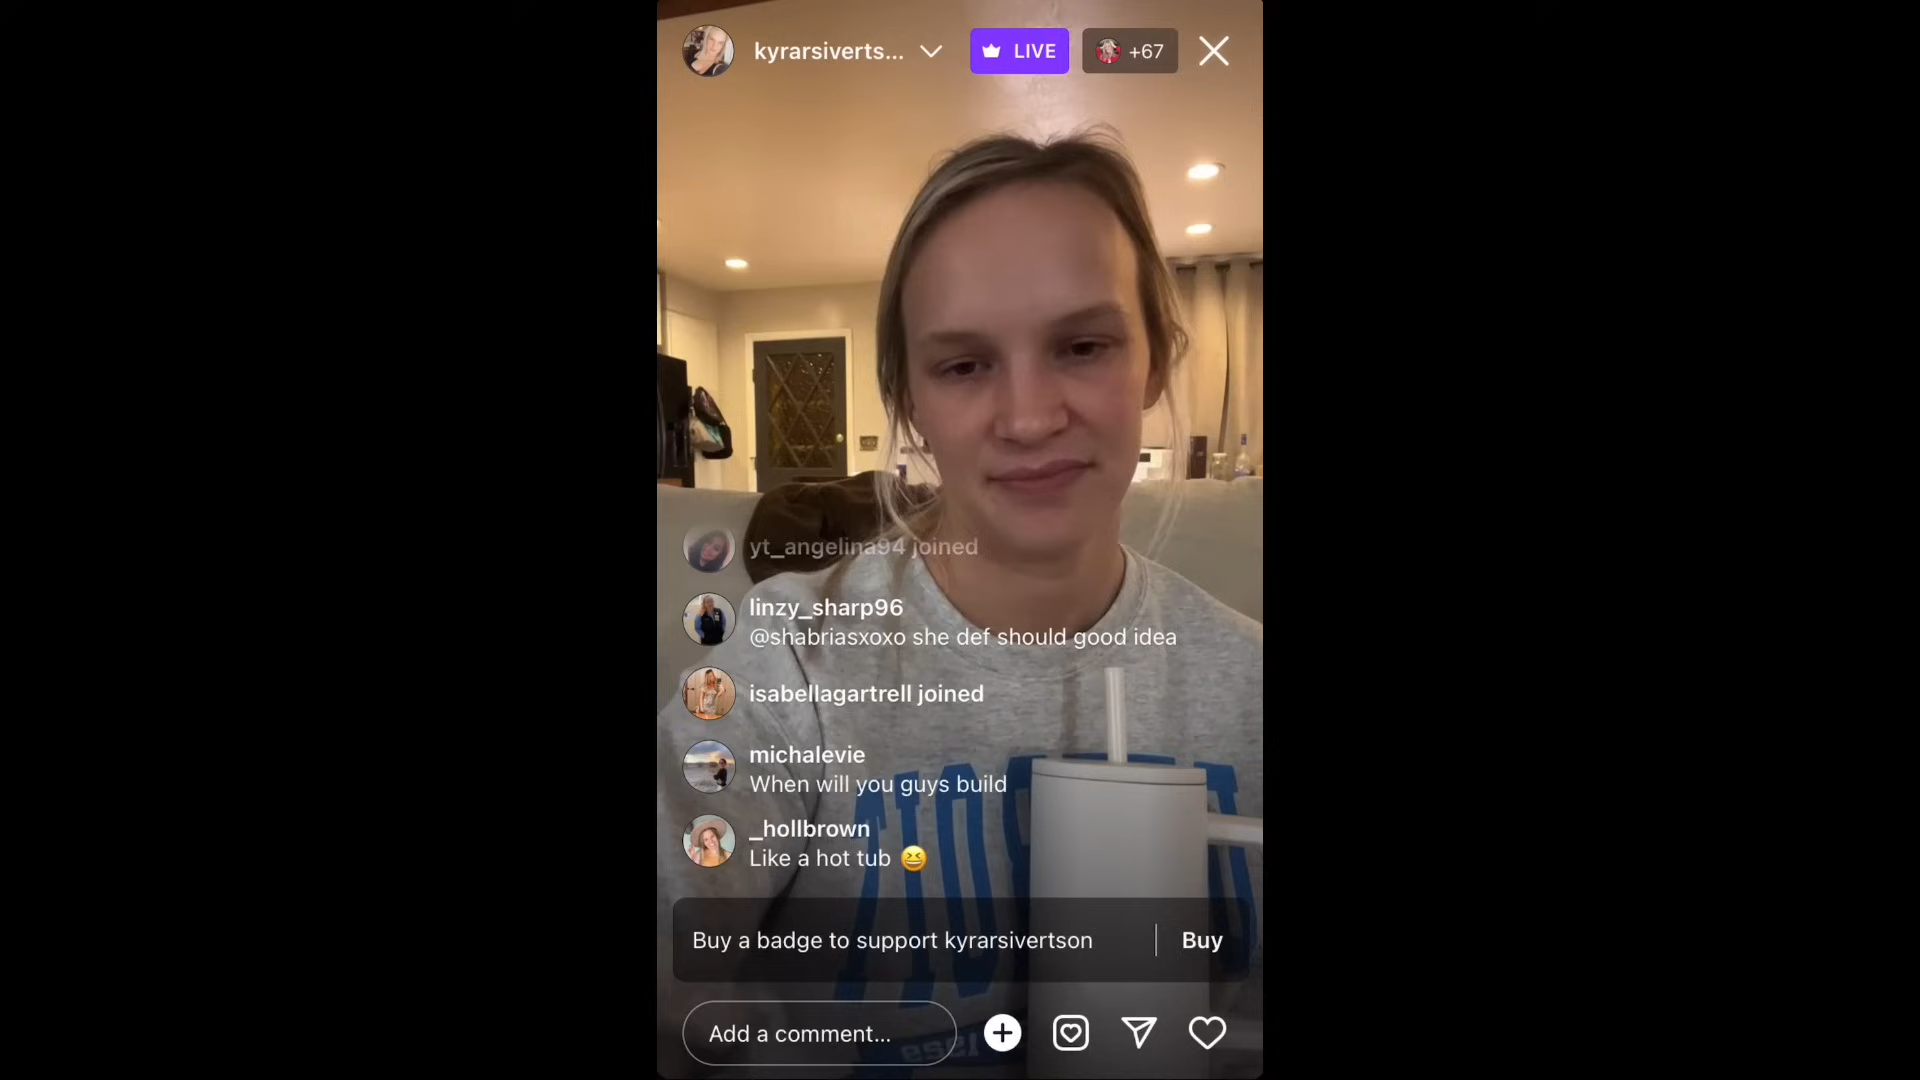 kyrarsiverts...
LIVE
+67
yt_angelina94 joined
linzy_sharp96
@shabriasxoxo she def should good idea
isabellagartrell joined
michalevie
When will you guys build
_hollbrown
Like a hot tub 😆
Buy a badge to support kyrarsivertson
Buy
Add a comment...